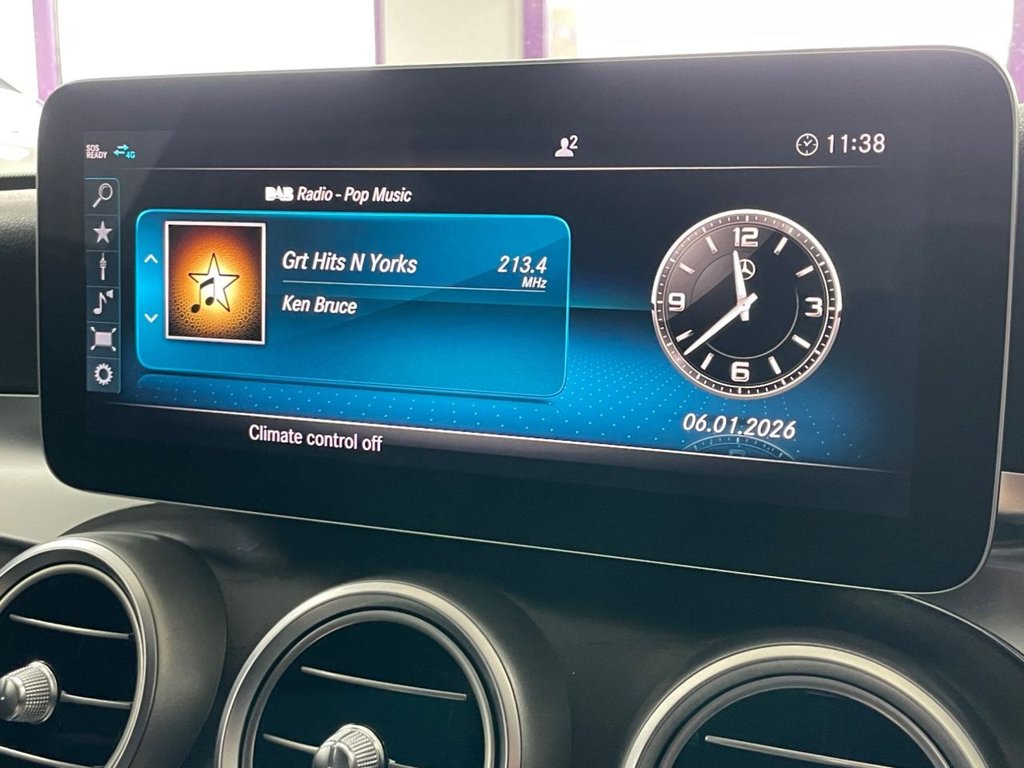 SOS
READY
4G
2
11:38
DAB Radio - Pop Music
Grt Hits N Yorks
213.4
MHz
Ken Bruce
12
3
6
9
06.01.2026
Climate control off